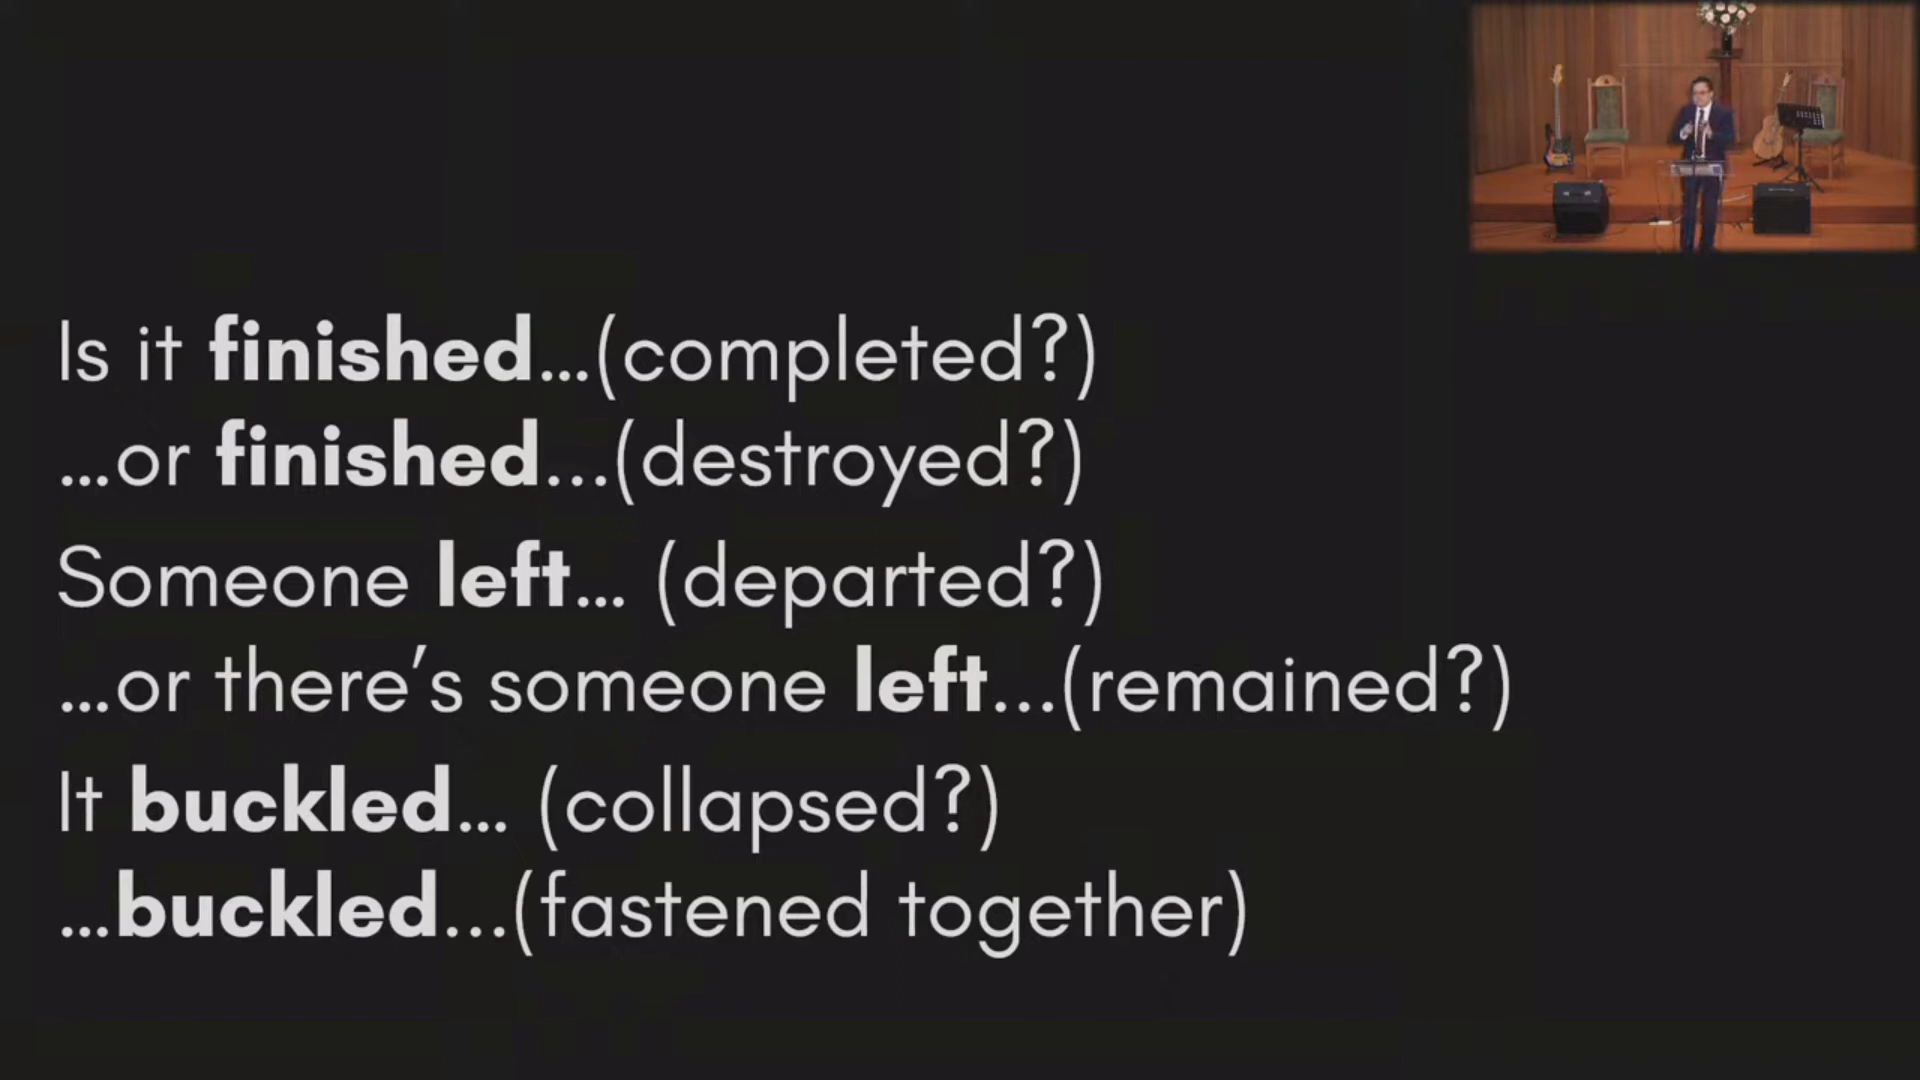 Is it finished...(completed?)
...or finished...(destroyed?)
Someone left... (departed?)
...or there’s someone left...(remained?)
It buckled... (collapsed?)
...buckled...(fastened together)